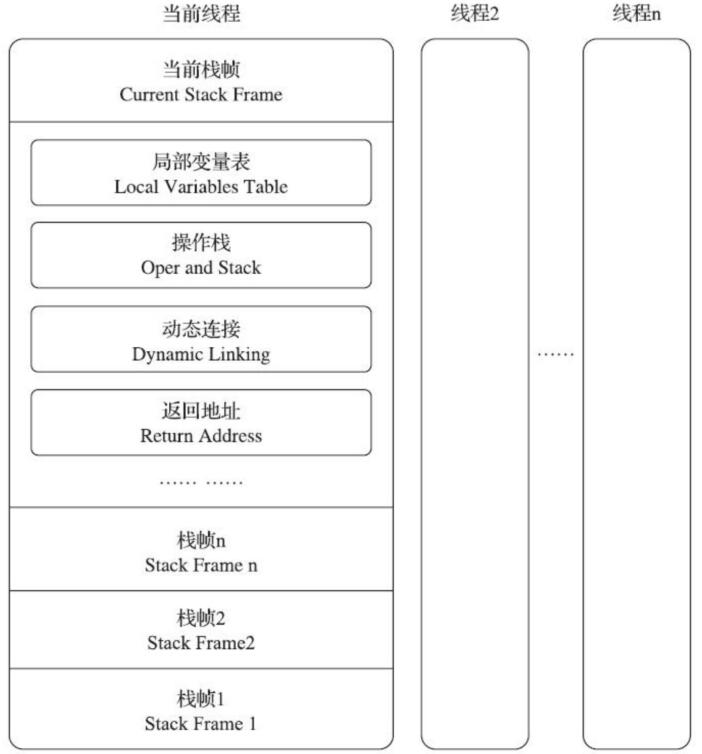 当前线程
线程2
线程n
当前栈帧
Current Stack Frame
局部变量表
Local Variables Table
操作栈
Oper and Stack
动态连接
Dynamic Linking
返回地址
Return Address
…… ……
……
栈帧n
Stack Frame n
栈帧2
Stack Frame2
栈帧1
Stack Frame 1